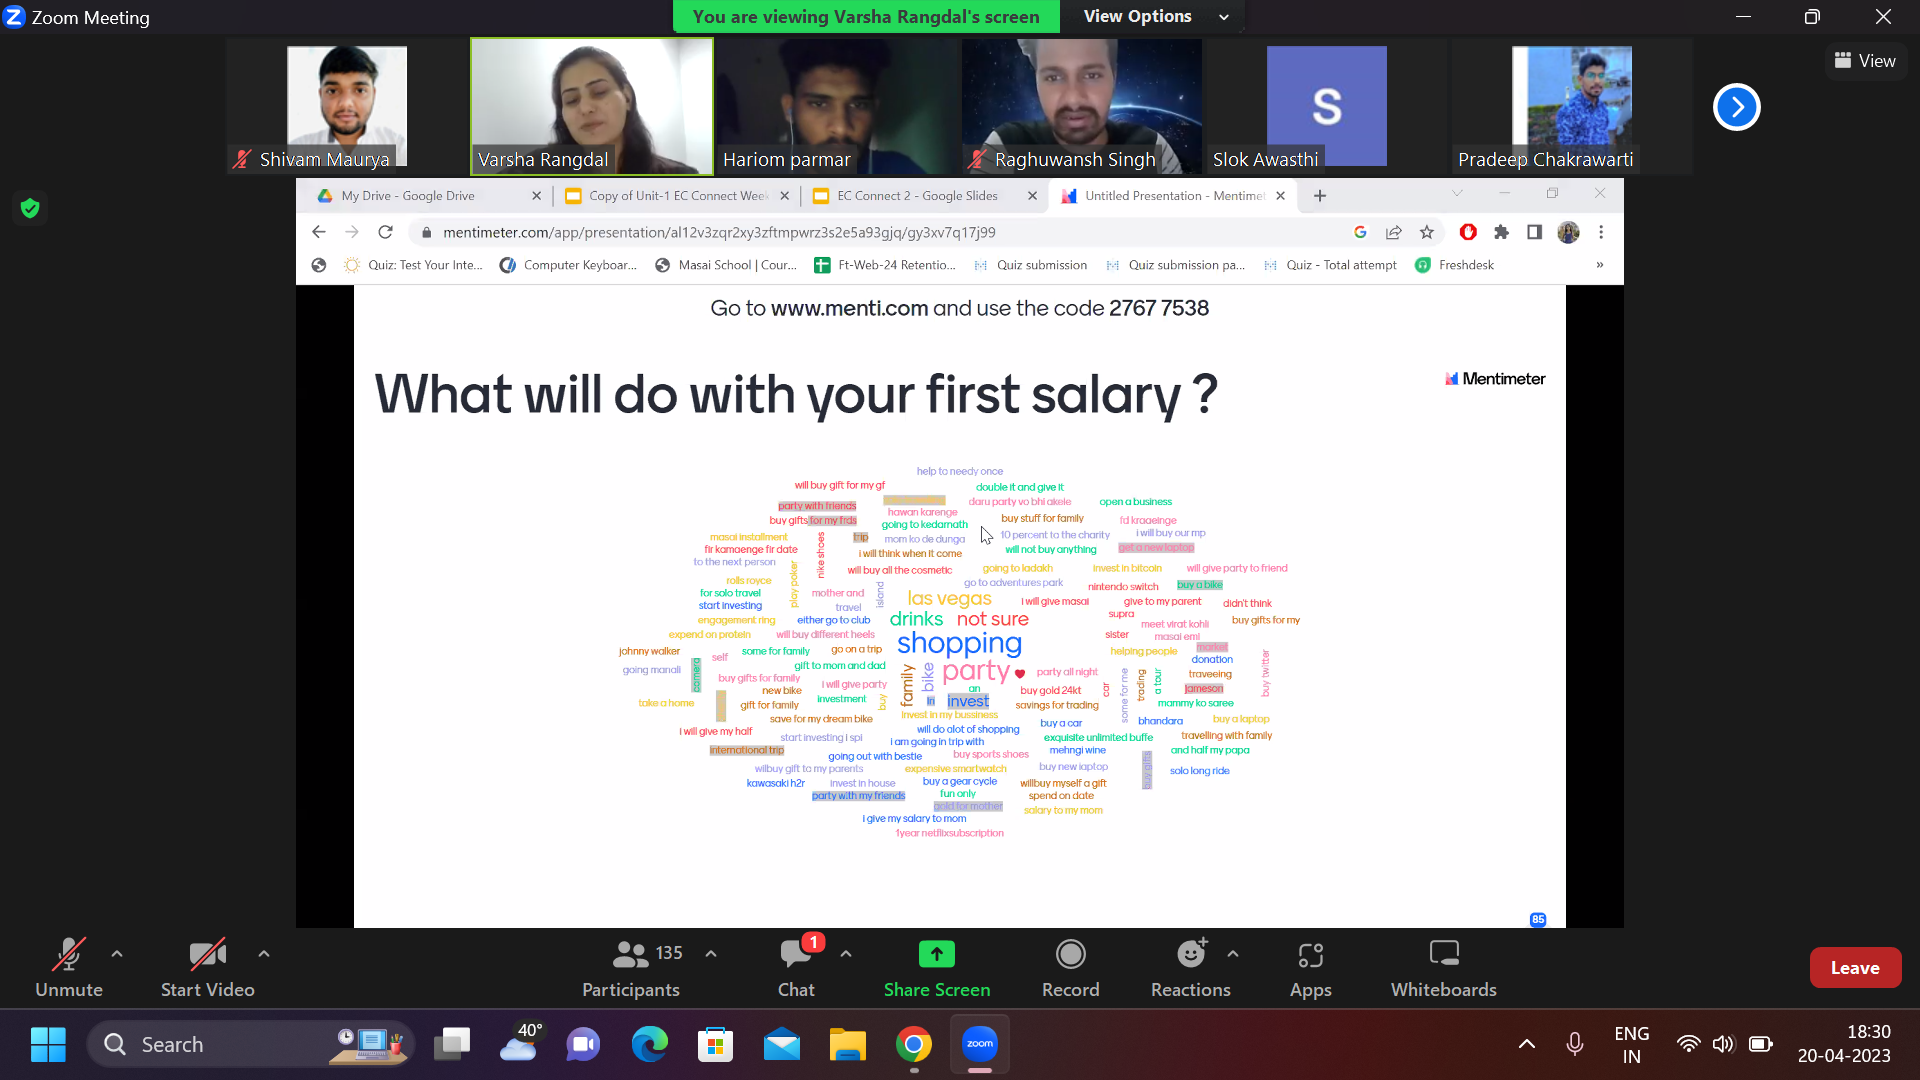 Zoom Meeting
You are viewing Varsha Rangdal's screen
View Options
View
Shivam Maurya
Varsha Rangdal
Hariom parmar
Raghuwansh Singh
S
Slok Awasthi
Pradeep Chakrawarti
My Drive - Google Drive
Copy of Unit-1 EC Connect Week
EC Connect 2 - Google Slides
Untitled Presentation - Mentimet
mentimeter.com/app/presentation/al12v3zqr2xy3zftmpwrz3s2e5a93gjq/gy3xv7q17j99
Quiz: Test Your Inte...
Computer Keyboar...
Masai School | Cour...
Ft-Web-24 Retentio...
Quiz submission
Quiz submission pa...
Quiz - Total attempt
Freshdesk
»
Go to www.menti.com and use the code 2767 7538
What will do with your first salary ?
Mentimeter
help to needy once
will buy gift for my gf
double it and give it
party with friends
daru party vo bhi akele
open a business
hawan karenge
buy gifts for my frds
going to kedarnath
buy stuff for family
fd kraaeinge
masai installment
trip
mom ko de dunga
10 percent to the charity
i will buy our mp
fir kamaenge fir date
nike shoes
i will think when it come
will not buy anything
get a new laptop
to the next person
play poker
will buy all the cosmetic
going to ladakh
invest in bitcoin
will give party to friend
rolls royce
go to adventures park
nintendo switch
buy a bike
for solo travel
mother and
island
las vegas
i will give masai
give to my parent
didn't think
start investing
travel
supra
engagement ring
either go to club
drinks
not sure
meet virat kohli
buy gifts for my
expend on protein
will buy different heels
shopping
sister
masai emi
johnny walker
self
some for family
go on a trip
helping people
market
going manali
camera
gift to mom and dad
family
bike
party
party all night
donation
buy twitter
buy gifts for family
i will give party
an
buy gold 24kt
car
some for me
trading
a tour
traveeing
jameson
new bike
investment
buy
in
invest
savings for trading
mammy ko saree
take a home
gift for family
save for my dream bike
invest in my bussiness
buy a car
bhandara
buy a laptop
i will give my half
start investing i spi
will do alot of shopping
exquisite unlimited buffe
travelling with family
international trip
i am going in trip with
mehngi wine
and half my papa
going out with bestie
buy sports shoes
buy gifts
wilbuy gift to my parents
expensive smartwatch
buy new laptop
solo long ride
kawasaki h2r
invest in house
buy a gear cycle
willbuy myself a gift
party with my friends
fun only
spend on date
gold for mother
salary to my mom
i give my salary to mom
1year netflixsubscription
85
Unmute
Start Video
135
Participants
1
Chat
Share Screen
Record
Reactions
Apps
Whiteboards
Leave
Search
40°
zoom
ENG
IN
18:30
20-04-2023